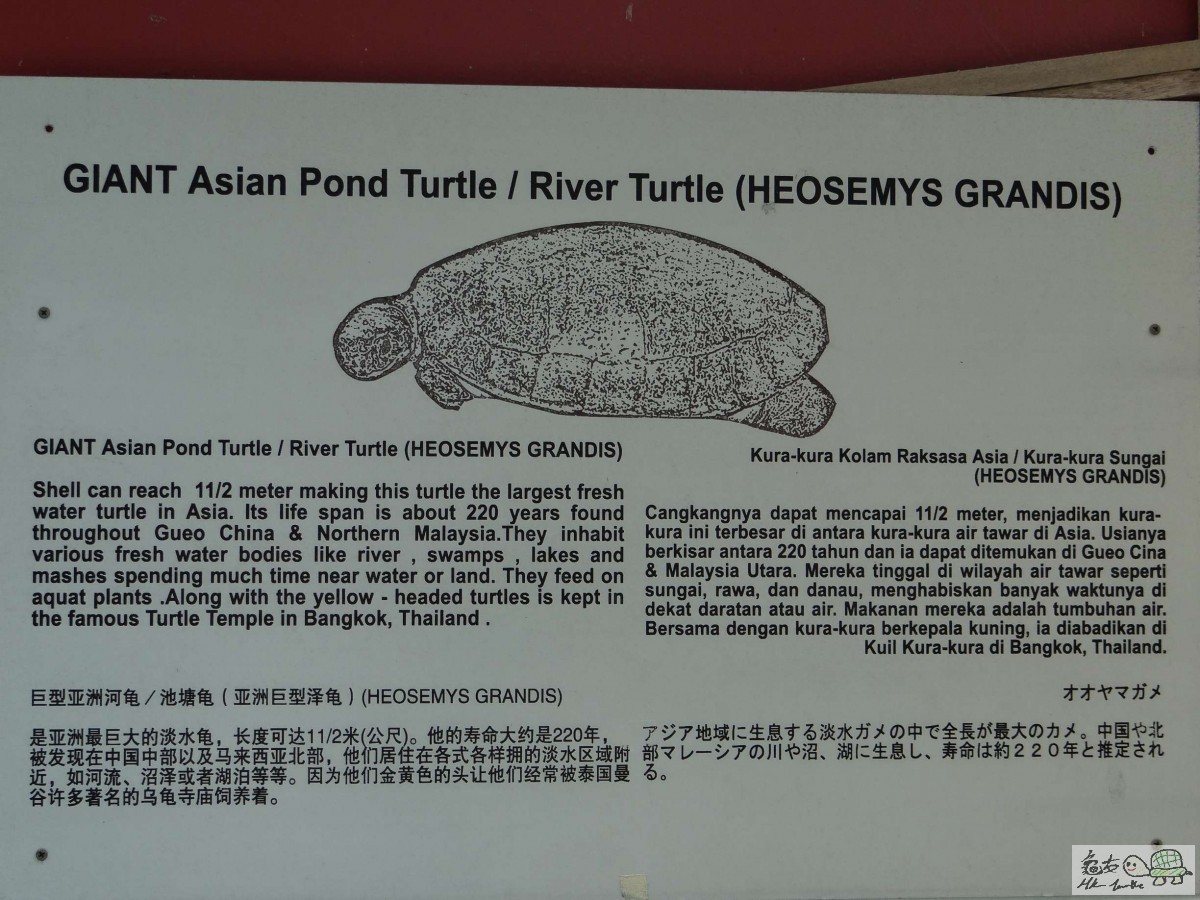 GIANT Asian Pond Turtle / River Turtle (HEOSEMYS GRANDIS)
GIANT Asian Pond Turtle / River Turtle (HEOSEMYS GRANDIS)
Shell can reach 11/2 meter making this turtle the largest fresh
water turtle in Asia. Its life span is about 220 years found
throughout Gueo China & Northern Malaysia.They inhabit
various fresh water bodies like river , swamps , lakes and
mashes spending much time near water or land. They feed on
aquat plants .Along with the yellow - headed turtles is kept in
the famous Turtle Temple in Bangkok, Thailand .
Kura-kura Kolam Raksasa Asia / Kura-kura Sungai
(HEOSEMYS GRANDIS)
Cangkangnya dapat mencapai 11/2 meter, menjadikan kura-
kura ini terbesar di antara kura-kura air tawar di Asia. Usianya
berkisar antara 220 tahun dan ia dapat ditemukan di Gueo Cina
& Malaysia Utara. Mereka tinggal di wilayah air tawar seperti
sungai, rawa, dan danau, menghabiskan banyak waktunya di
dekat daratan atau air. Makanan mereka adalah tumbuhan air.
Bersama dengan kura-kura berkepala kuning, ia diabadikan di
Kuil Kura-kura di Bangkok, Thailand.
巨型亚洲河龟／池塘龟（亚洲巨型泽龟）(HEOSEMYS GRANDIS)
是亚洲最巨大的淡水龟，长度可达11/2米(公尺)。他的寿命大约是220年，
被发现在中国中部以及马来西亚北部，他们居住在各式各样拥的淡水区域附
近，如河流、沼泽或者湖泊等等。因为他们金黄色的头让他们经常被泰国曼
谷许多著名的乌龟寺庙饲养着。
オオヤマガメ
アジア地域に生息する淡水ガメの中で全長が最大のカメ。中国や北
部マレーシアの川や沼、湖に生息し、寿命は約２２０年と推定され
る。
龜友
HK turtle